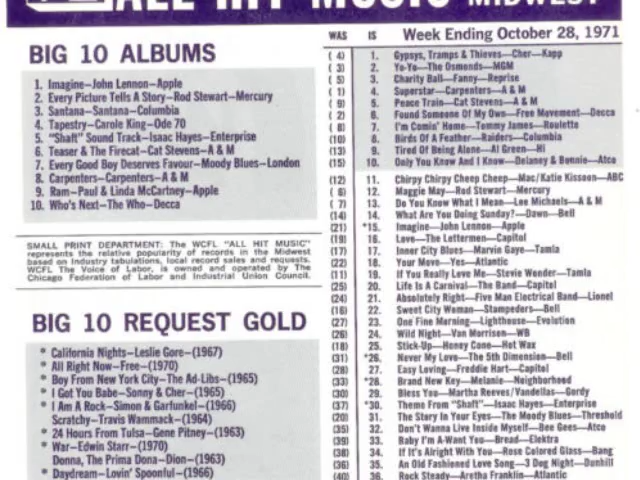 ALL HIT MUSIC MIDWEST
BIG 10 ALBUMS
1. Imagine—John Lennon—Apple
2. Every Picture Tells A Story—Rod Stewart—Mercury
3. Santana—Santana—Columbia
4. Tapestry—Carole King—Ode 70
5. "Shaft" Sound Track—Isaac Hayes—Enterprise
6. Teaser & The Firecat—Cat Stevens—A & M
7. Every Good Boy Deserves Favour—Moody Blues—London
8. Carpenters—Carpenters—A & M
9. Ram—Paul & Linda McCartney—Apple
10. Who's Next—The Who—Decca
SMALL PRINT DEPARTMENT: The WCFL "ALL HIT MUSIC"
represents the relative popularity of records in the Midwest
based on Industry tabulations, local record sales and requests.
WCFL The Voice of Labor, is owned and operated by The
Chicago Federation of Labor and Industrial Union Council.
BIG 10 REQUEST GOLD
* California Nights—Leslie Gore—(1967)
* All Right Now—Free—(1970)
* Boy From New York City—The Ad-Libs—(1965)
* I Got You Babe—Sonny & Cher—(1965)
* I Am A Rock—Simon & Garfunkel—(1966)
Scratchy—Travis Wammack—(1964)
* 24 Hours From Tulsa—Gene Pitney—(1963)
* War—Edwin Starr—(1970)
Donna, The Prima Dona—Dion—(1963)
* Daydream—Lovin' Spoonful—(1966)
WAS IS Week Ending October 28, 1971
( 4) 1. Gypsys, Tramps & Thieves—Cher—Kapp
( 3) 2. Yo-Yo—The Osmonds—MGM
( 5) 3. Charity Ball—Fanny—Reprise
( 1) 4. Superstar—Carpenters—A & M
( 9) 5. Peace Train—Cat Stevens—A & M
( 2) 6. Found Someone Of My Own—Free Movement—Decca
( 8) 7. I'm Comin' Home—Tommy James—Roulette
(10) 8. Birds Of A Feather—Raiders—Columbia
(13) 9. Tired Of Being Alone—Al Green—Hi
(15) 10. Only You Know And I Know—Delaney & Bonnie—Atco
(12) 11. Chirpy Chirpy Cheep Cheep—Mac/Katie Kissoon—ABC
( 6) 12. Maggie May—Rod Stewart—Mercury
( 7) 13. Do You Know What I Mean—Lee Michaels—A & M
(14) 14. What Are You Doing Sunday?—Dawn—Bell
(21) *15. Imagine—John Lennon—Apple
(19) 16. Love—The Lettermen—Capitol
(17) 17. Inner City Blues—Marvin Gaye—Tamla
(22) 18. Your Move—Yes—Atlantic
(11) 19. If You Really Love Me—Stevie Wonder—Tamla
(25) 20. Life Is A Carnival—The Band—Capitol
(24) 21. Absolutely Right—Five Man Electrical Band—Lionel
(16) 22. Sweet City Woman—Stampeders—Bell
(27) 23. One Fine Morning—Lighthouse—Evolution
(26) 24. Wild Night—Van Morrison—WB
(18) 25. Stick-Up—Honey Cone—Hot Wax
(31) *26. Never My Love—The 5th Dimension—Bell
(28) 27. Easy Loving—Freddie Hart—Capitol
(33) *28. Brand New Key—Melanie—Neighborhood
(30) 29. Bless You—Martha Reeves/Vandellas—Gordy
(37) *30. Theme From "Shaft"—Isaac Hayes—Enterprise
(20) 31. The Story In Your Eyes—The Moody Blues—Threshold
(35) 32. Don't Wanna Live Inside Myself—Bee Gees—Atco
(39) 33. Baby I'm-A Want You—Bread—Elektra
(38) 34. If It's Alright With You—Rose Colored Glass—Bang
(36) 35. An Old Fashioned Love Song—3 Dog Night—Dunhill
(40) 36. Rock Steady—Aretha Franklin—Atlantic